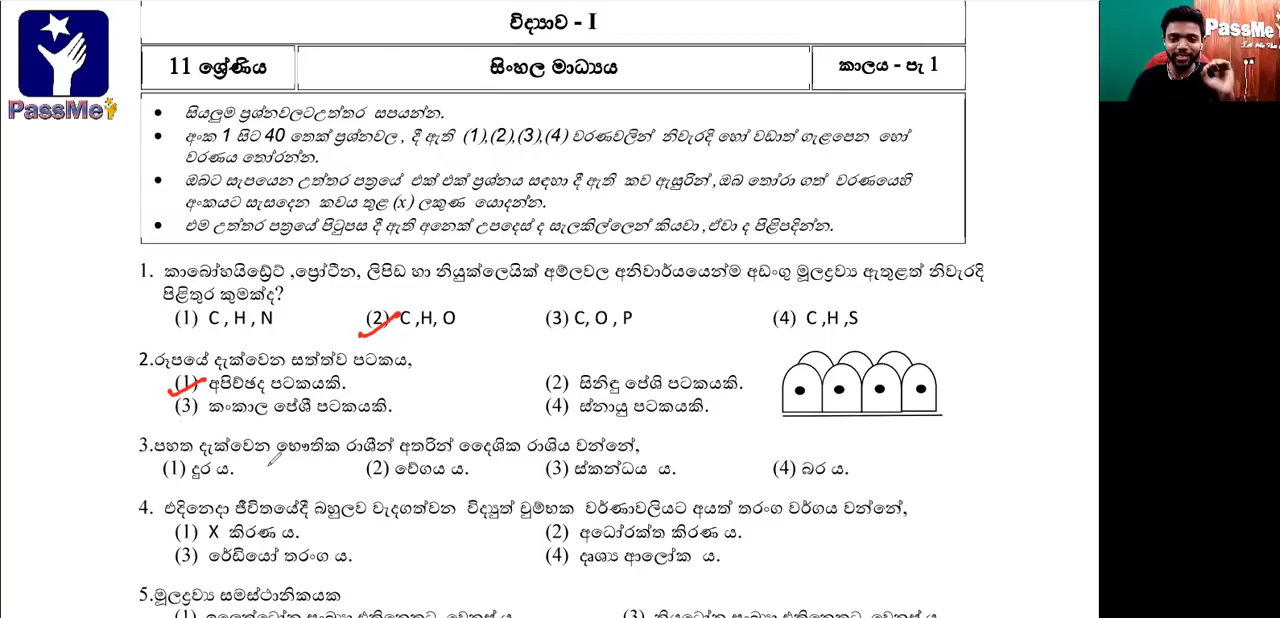 PassMe
විද්‍යාව - I
11 ශ්‍රේණිය
සිංහල මාධ්‍යය
කාලය - පැ 1
PassMe
• සියලුම ප්‍රශ්නවලටඋත්තර සපයන්න.
• අංක 1 සිට 40 තෙක් ප්‍රශ්නවල , දී ඇති (1),(2),(3),(4) වරණවලින් නිවැරදි හෝ වඩාත් ගැළපෙන හෝ
වරණය තෝරන්න.
• ඔබට සැපයෙන උත්තර පත්‍රයේ එක් එක් ප්‍රශ්නය සඳහා දී ඇති කව ඇසුරින් ,ඔබ තෝරා ගත් වරණයෙහි
අංකයට සැසදෙන කවය තුළ (x) ලකුණ යොදන්න.
• එම උත්තර පත්‍රයේ පිටුපස දී ඇති අනෙක් උපදෙස් ද සැලකිල්ලෙන් කියවා ,ඒවා ද පිළිපදින්න.
1. කාබෝහයිඩ්‍රේට් ,ප්‍රෝටීන, ලිපිඩ හා නියුක්ලෙයික් අම්ලවල අනිවාර්යයෙන්ම අඩංගු මූලද්‍රව්‍ය ඇතුළත් නිවැරදි
පිළිතුර කුමක්ද?
(1) C , H , N (2) C ,H, O (3) C, O , P (4) C ,H ,S
2.රූපයේ දැක්වෙන සත්ත්ව පටකය,
(1) අපිච්ඡද පටකයකි. (2) සිනිඳු පේශි පටකයකි.
(3) කංකාල පේශී පටකයකි. (4) ස්නායු පටකයකි.
3.පහත දැක්වෙන භෞතික රාශීන් අතරින් දෛශික රාශිය වන්නේ,
(1) දුර ය. (2) වේගය ය. (3) ස්කන්ධය ය. (4) බර ය.
4. එදිනෙදා ජීවිතයේදී බහුලව වැදගත්වන විද්‍යුත් චුම්භක වර්ණාවලියට අයත් තරංග වර්ගය වන්නේ,
(1) X කිරණ ය. (2) අධෝරක්ත කිරණ ය.
(3) රේඩියෝ තරංග ය. (4) දෘශ්‍ය ආලෝක ය.
5.මූලද්‍රව්‍ය සමස්ථානිකයක